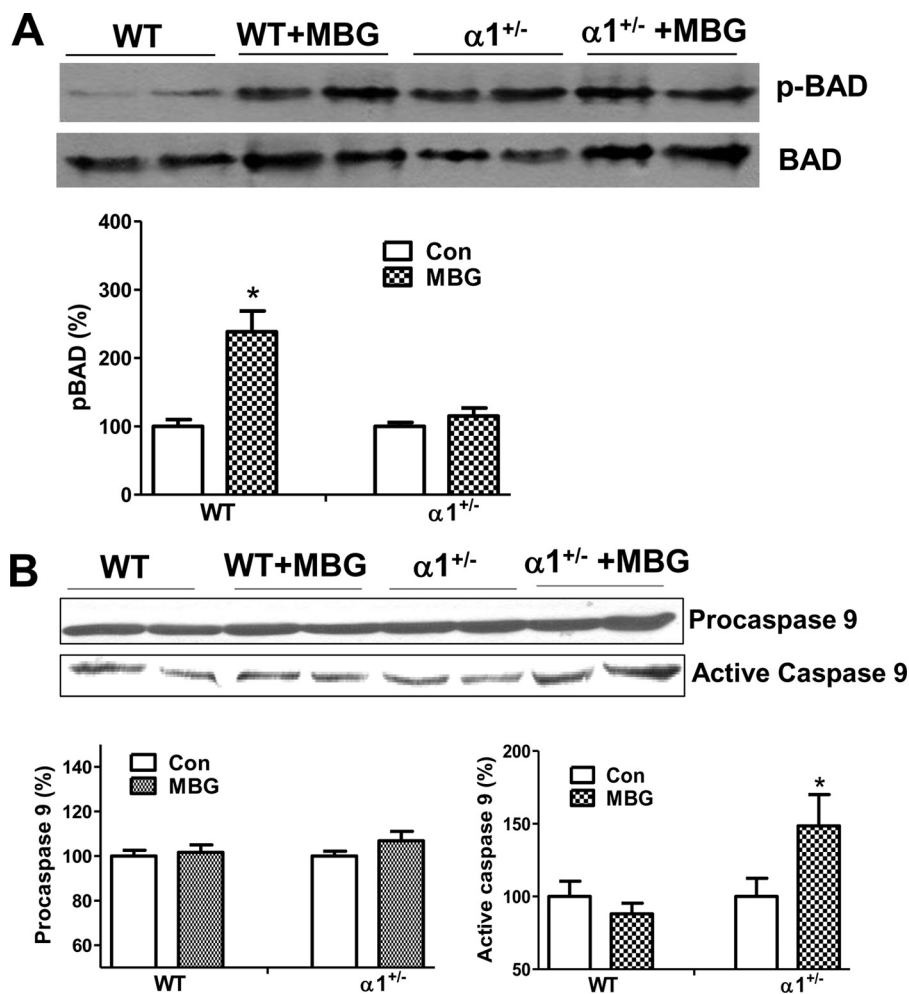 A
WT WT+MBG α1+/- α1+/- +MBG
p-BAD
BAD
400
300
200
100
0
pBAD (%)
Con
MBG
*
WT α1+/-
B
WT WT+MBG α1+/- α1+/- +MBG
Procaspase 9
Active Caspase 9
140
120
100
80
60
Procaspase 9 (%)
Con
MBG
WT α1+/-
200
150
100
50
Active caspase 9 (%)
Con
MBG
*
WT α1+/-